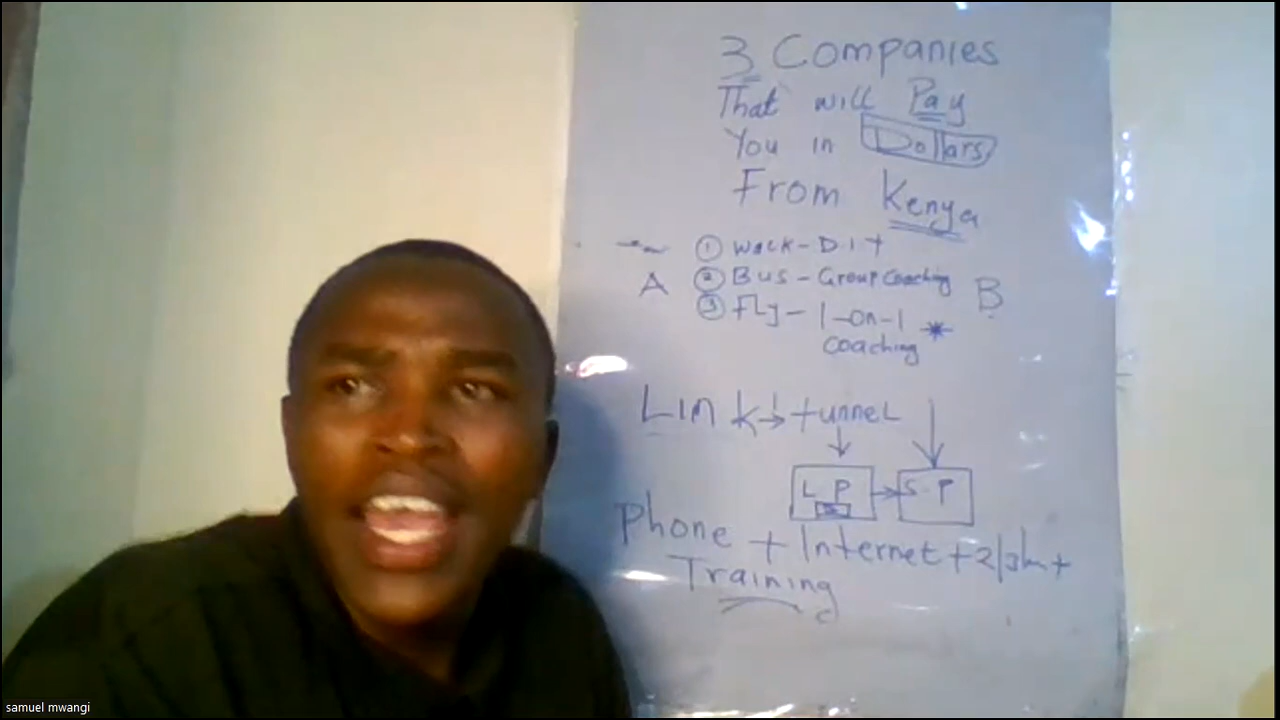 3 Companies
That will Pay
You in Dollars
From Kenya
① Walk - D.I.Y
A ② Bus - Group Coaching B
③ Fly - 1-on-1
Coaching
Link → funneL
L P → S.P
Phone + Internet + 2/3hr +
Training
samuel mwangi